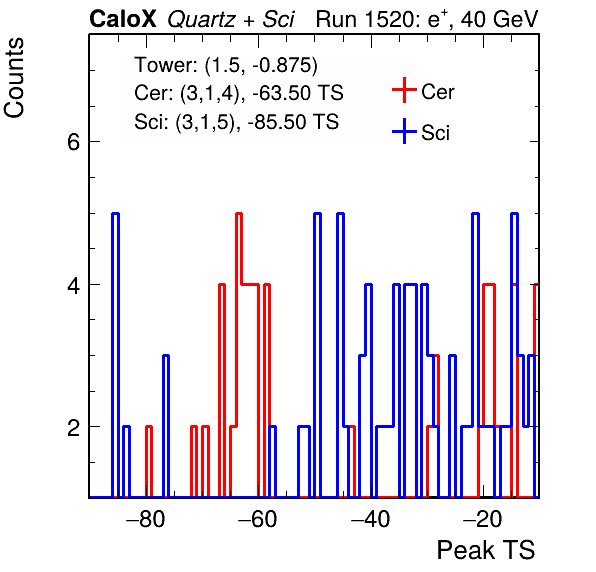 CaloX Quartz + Sci Run 1520: e⁺, 40 GeV
Counts
Tower: (1.5, -0.875)
Cer: (3,1,4), -63.50 TS
Sci: (3,1,5), -85.50 TS
Cer
Sci
6
4
2
−80 −60 −40 −20
Peak TS